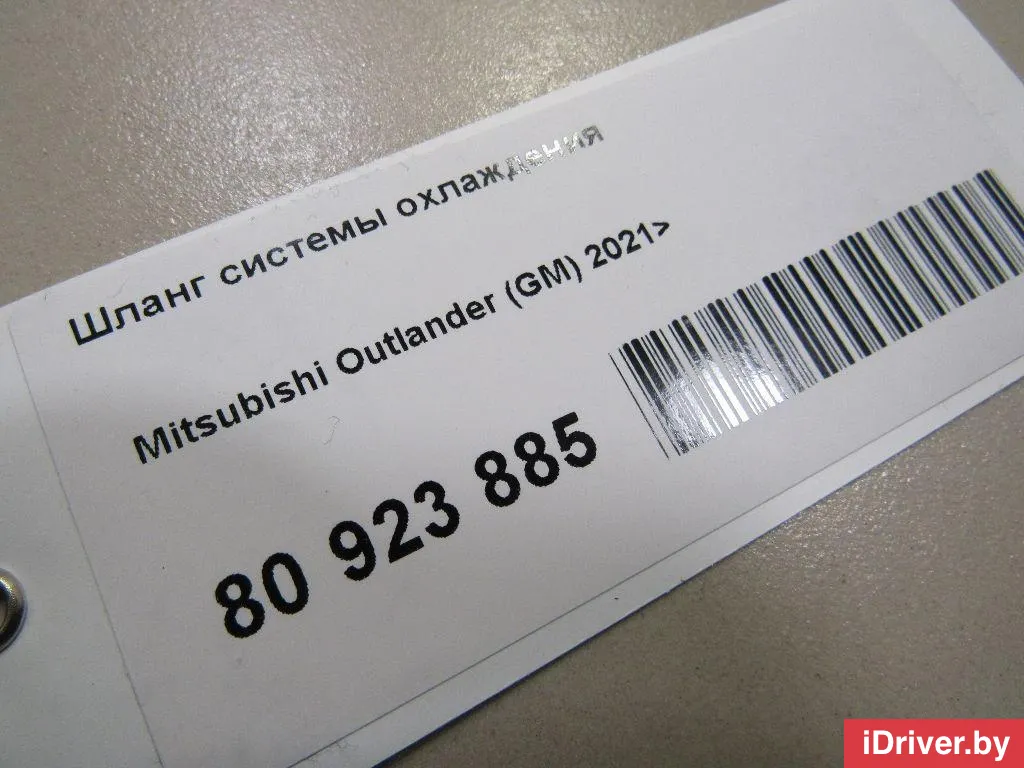 Шланг системы охлаждения
Mitsubishi Outlander (GM) 2021>
80 923 885
iDriver.by